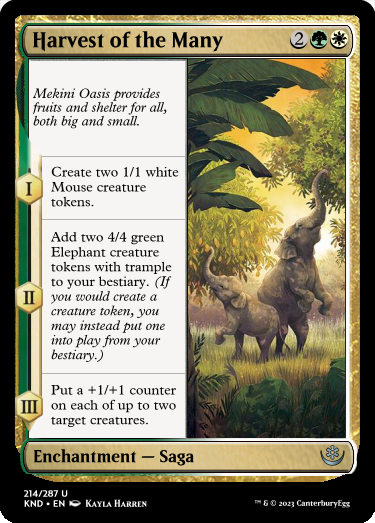 Harvest of the Many 2
Mekini Oasis provides
fruits and shelter for all,
both big and small.
I
Create two 1/1 white
Mouse creature
tokens.
II
Add two 4/4 green
Elephant creature
tokens with trample
to your bestiary. (If
you would create a
creature token, you
may instead put one
into play from your
bestiary.)
III
Put a +1/+1 counter
on each of up to two
target creatures.
Enchantment — Saga
214/287 U
KND • EN Kayla Harren
™ & © 2023 CanterburyEgg